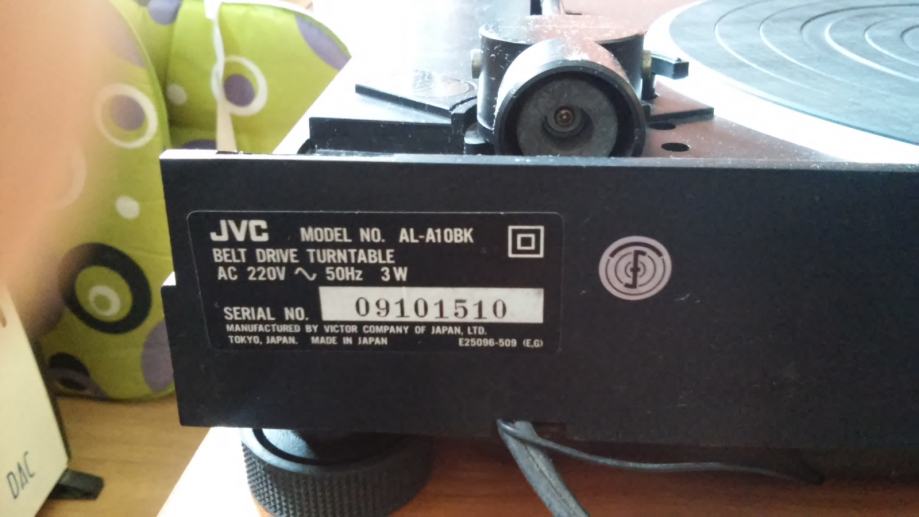 JVC MODEL NO. AL-A10BK
BELT DRIVE TURNTABLE
AC 220V ~ 50Hz 3W
SERIAL NO. 09101510
MANUFACTURED BY VICTOR COMPANY OF JAPAN, LTD.
TOKYO, JAPAN. MADE IN JAPAN E25096-509 (E,G)
DAC